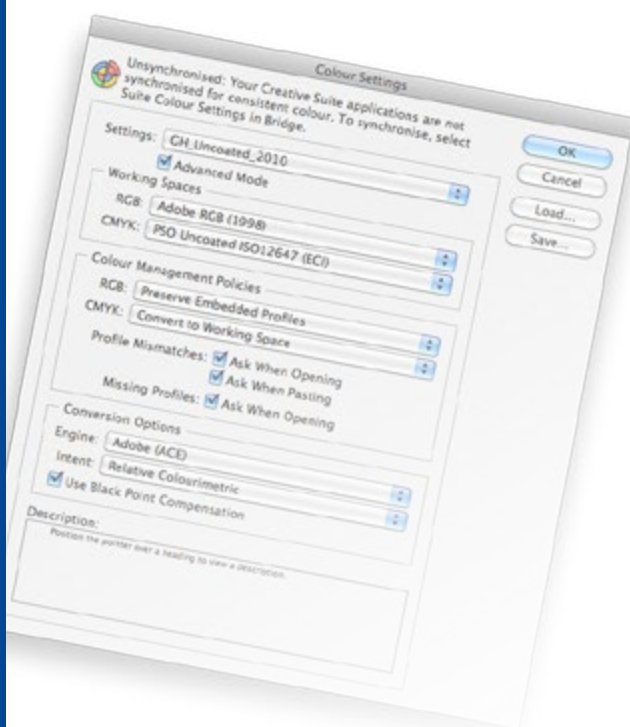 Colour Settings
Unsynchronised: Your Creative Suite applications are not
synchronised for consistent colour. To synchronise, select
Suite Colour Settings in Bridge.
OK
Cancel
Load...
Save...
Settings: GH_Uncoated_2010
Advanced Mode
Working Spaces
RGB: Adobe RGB (1998)
CMYK: PSO Uncoated ISO12647 (ECI)
Colour Management Policies
RGB: Preserve Embedded Profiles
CMYK: Convert to Working Space
Profile Mismatches: Ask When Opening
Ask When Pasting
Missing Profiles: Ask When Opening
Conversion Options
Engine: Adobe (ACE)
Intent: Relative Colourimetric
Use Black Point Compensation
Description:
Position the pointer over a heading to view a description.